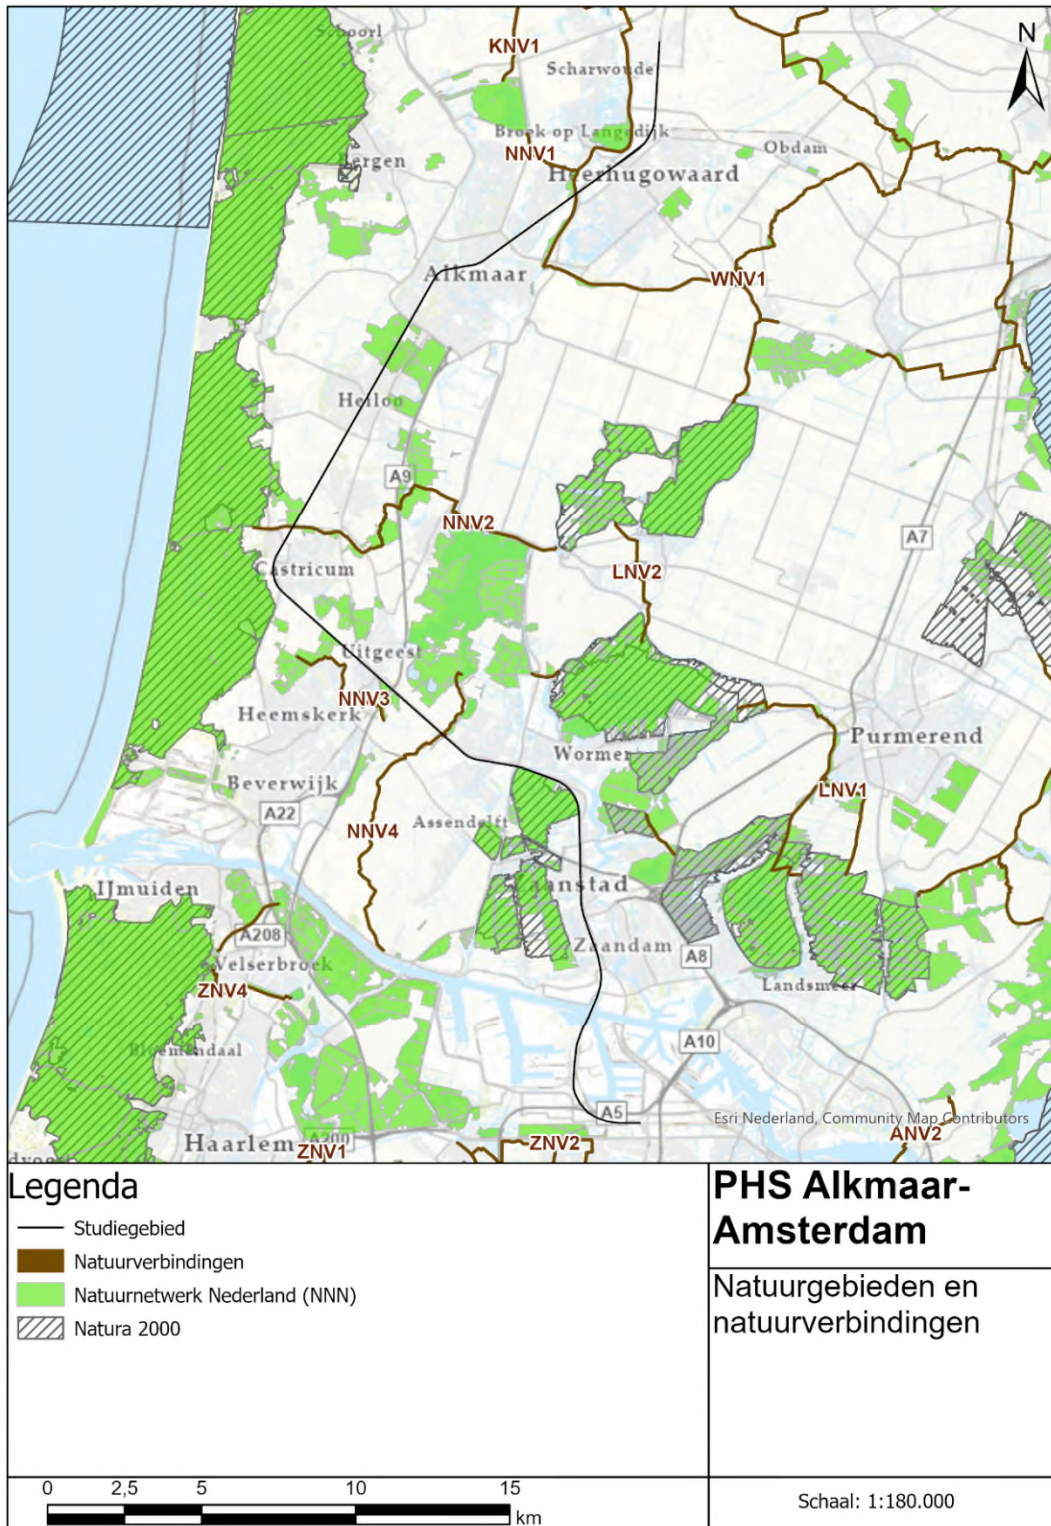 Schoorl
KNV1
Scharwoude
N
Broek op Langedijk
NNV1
Obdam
Bergen
Heerhugowaard
Alkmaar
WNV1
Heiloo
A9
NNV2
A7
Castricum
LNV2
Uitgeest
NNV3
Heemskerk
Wormer
Purmerend
Beverwijk
A22
LNV1
NNV4
Assendelft
IJmuiden
Zaanstad
A208
Zaandam
A8
Velserbroek
Landsmeer
ZNV4
Bloemendaal
A10
A5
Esri Nederland, Community Map Contributors
Haarlem
A200
ZNV1
ZNV2
ANV2
dvoort
Legenda
Studiegebied
Natuurverbindingen
Natuurnetwerk Nederland (NNN)
Natura 2000
PHS Alkmaar-
Amsterdam
Natuurgebieden en
natuurverbindingen
0 2,5 5 10 15
km
Schaal: 1:180.000